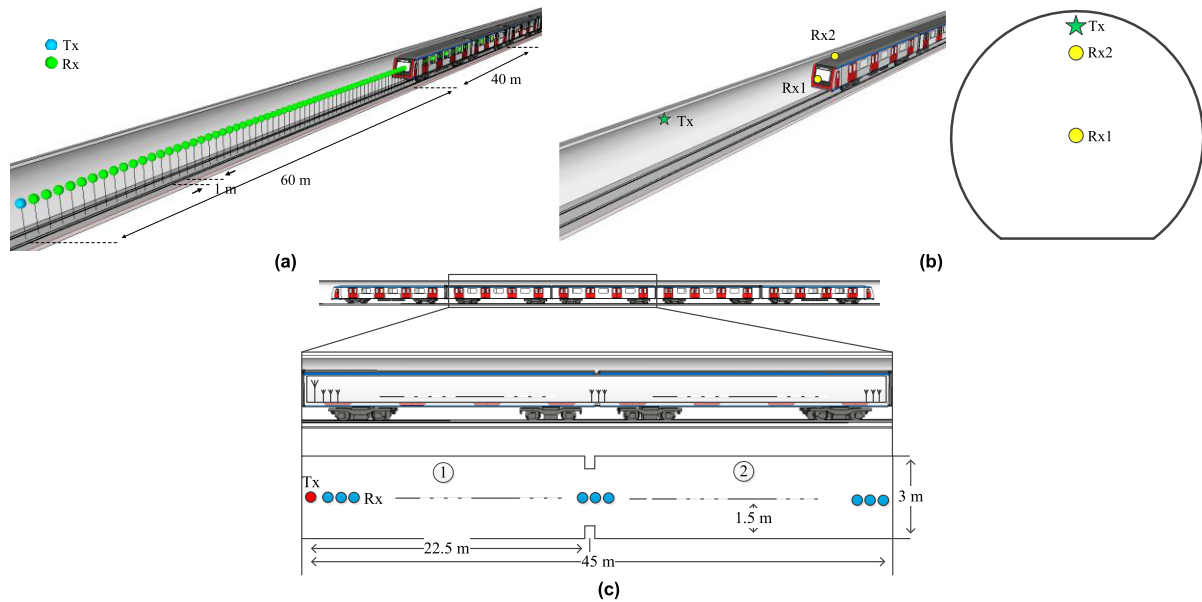 Tx
Rx
40 m
60 m
1 m
(a)
Rx2
Rx1
Tx
Tx
Rx2
Rx1
(b)
1
2
Tx
Rx
3 m
1.5 m
22.5 m
45 m
(c)